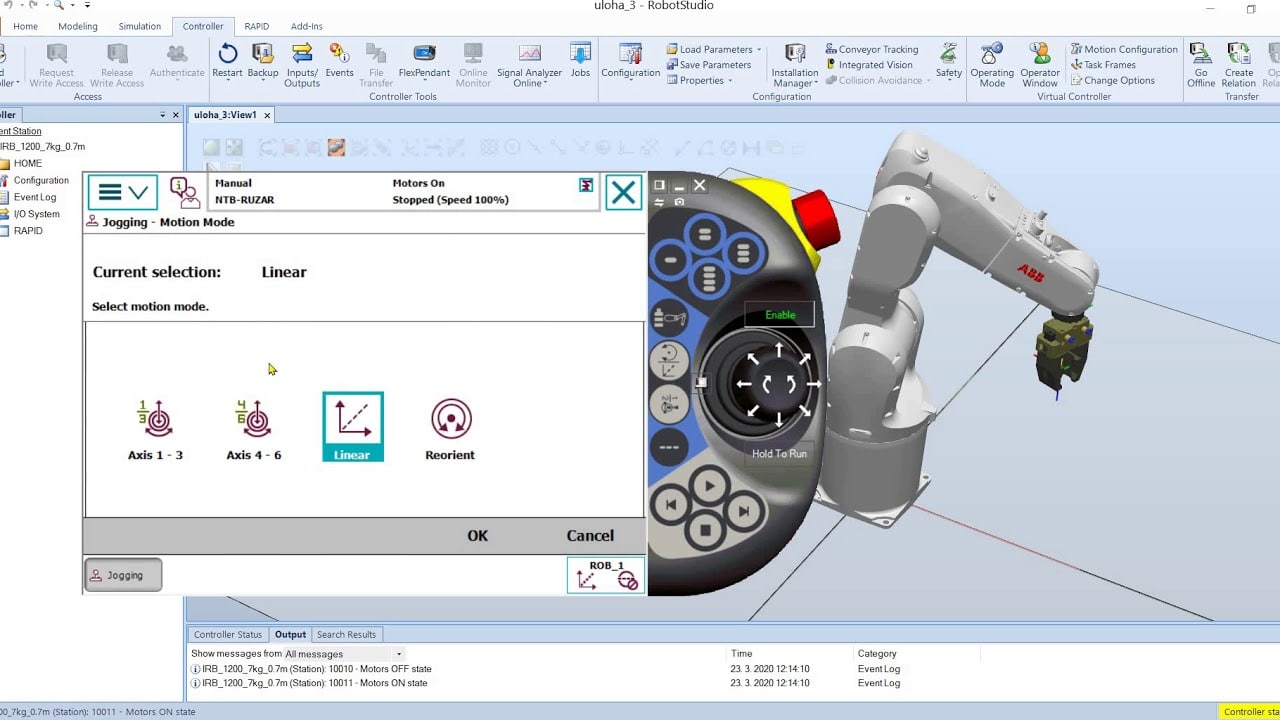 uloha_3 - RobotStudio
Home Modeling Simulation Controller RAPID Add-Ins
Request Write Access
Release Write Access
Authenticate
Restart
Backup
Inputs/ Outputs
Events
File Transfer
FlexPendant
Online Monitor
Signal Analyzer Online
Jobs
Configuration
Load Parameters
Save Parameters
Properties
Installation Manager
Conveyor Tracking
Integrated Vision
Collision Avoidance
Safety
Operating Mode
Operator Window
Motion Configuration
Task Frames
Change Options
Go Offline
Create Relation
Access
Controller Tools
Configuration
Virtual Controller
Transfer
uloha_3:View1
ent Station
IRB_1200_7kg_0.7m
HOME
Configuration
Event Log
I/O System
RAPID
Manual
NTB-RUZAR
Motors On
Stopped (Speed 100%)
Jogging - Motion Mode
Current selection: Linear
Select motion mode.
Axis 1 - 3
Axis 4 - 6
Linear
Reorient
OK
Cancel
Jogging
ROB_1
Enable
Hold To Run
ABB
Controller Status Output Search Results
Show messages from All messages
Time
Category
IRB_1200_7kg_0.7m (Station): 10010 - Motors OFF state 23. 3. 2020 12:14:10 Event Log
IRB_1200_7kg_0.7m (Station): 10011 - Motors ON state 23. 3. 2020 12:14:10 Event Log
00_7kg_0.7m (Station): 10011 - Motors ON state
Controller sta